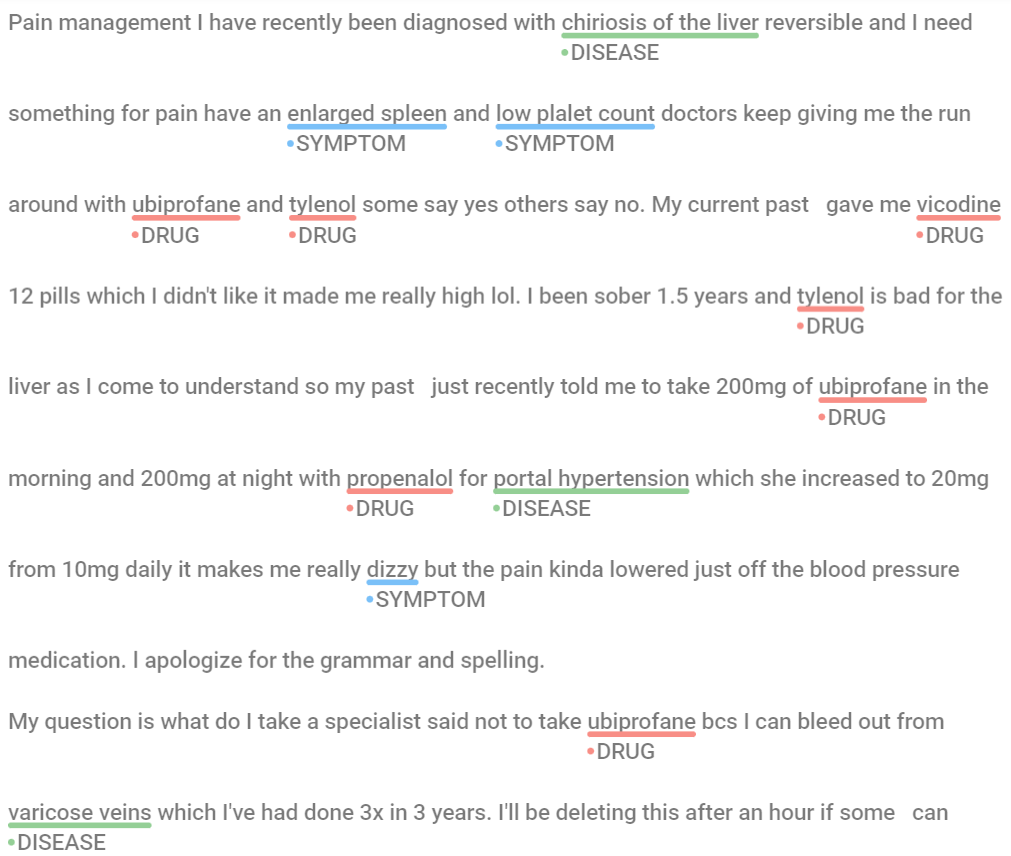 Pain management I have recently been diagnosed with chiriosis of the liver reversible and I need
•DISEASE
something for pain have an enlarged spleen and low plalet count doctors keep giving me the run
•SYMPTOM •SYMPTOM
around with ubiprofane and tylenol some say yes others say no. My current past gave me vicodine
•DRUG •DRUG •DRUG
12 pills which I didn't like it made me really high lol. I been sober 1.5 years and tylenol is bad for the
•DRUG
liver as I come to understand so my past just recently told me to take 200mg of ubiprofane in the
•DRUG
morning and 200mg at night with propenalol for portal hypertension which she increased to 20mg
•DRUG •DISEASE
from 10mg daily it makes me really dizzy but the pain kinda lowered just off the blood pressure
•SYMPTOM
medication. I apologize for the grammar and spelling.
My question is what do I take a specialist said not to take ubiprofane bcs I can bleed out from
•DRUG
varicose veins which I've had done 3x in 3 years. I'll be deleting this after an hour if some can
•DISEASE